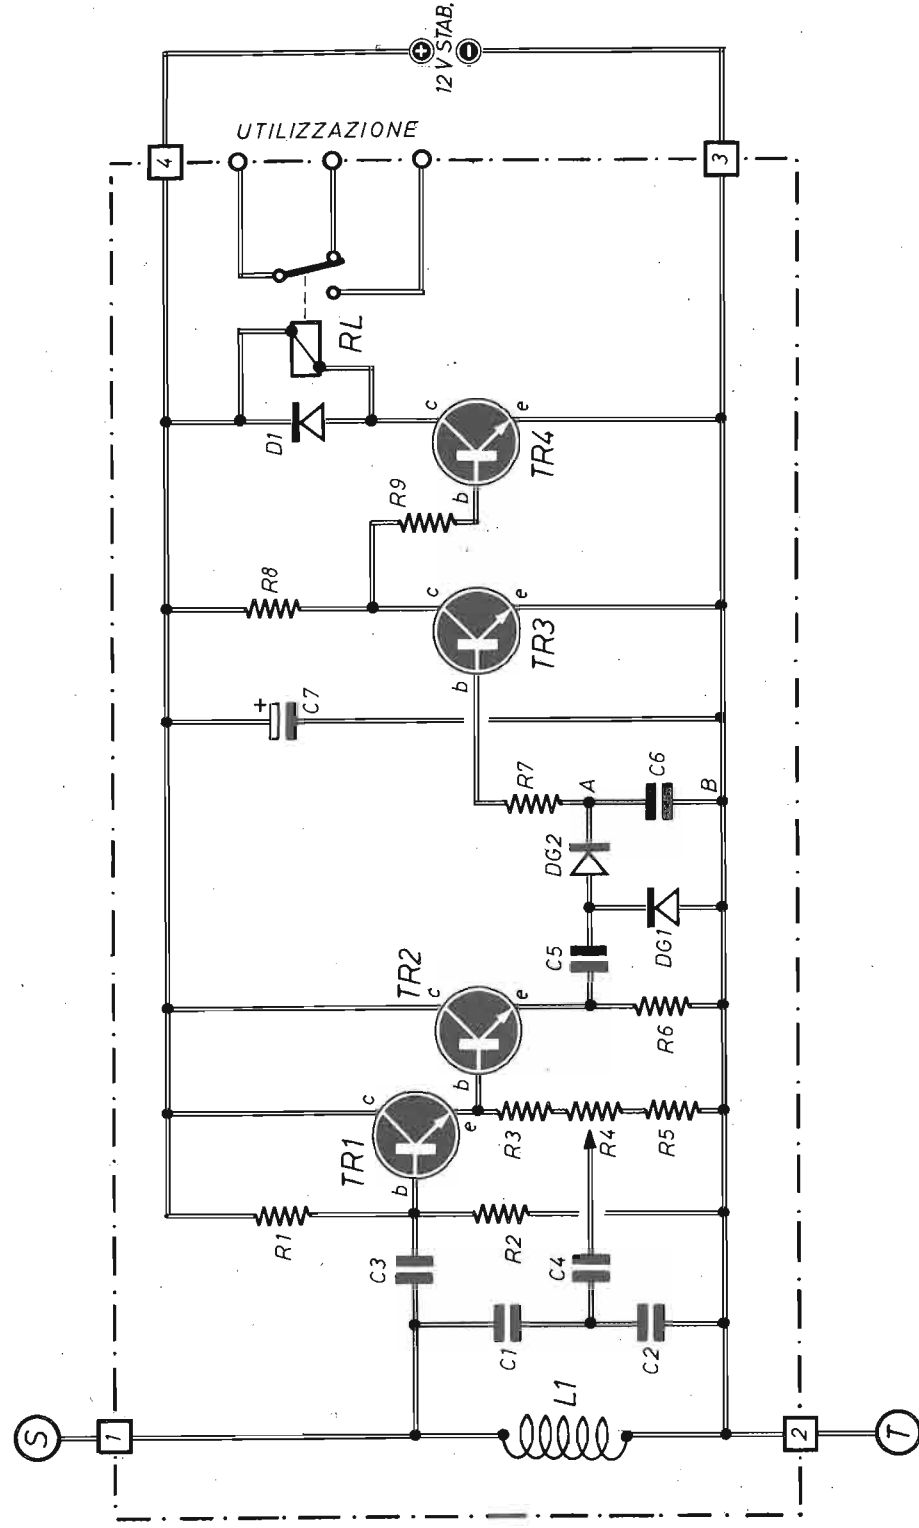 S
1
L1
C1
C2
C3
C4
R1
R2
b
c
e
TR1
R3
R4
R5
b
c
e
TR2
R6
C5
DG1
DG2
A
C6
B
R7
+
C7
b
c
e
TR3
R8
R9
b
c
e
TR4
D1
RL
UTILIZZAZIONE
4
3
+ 12 V STAB. -
2
T